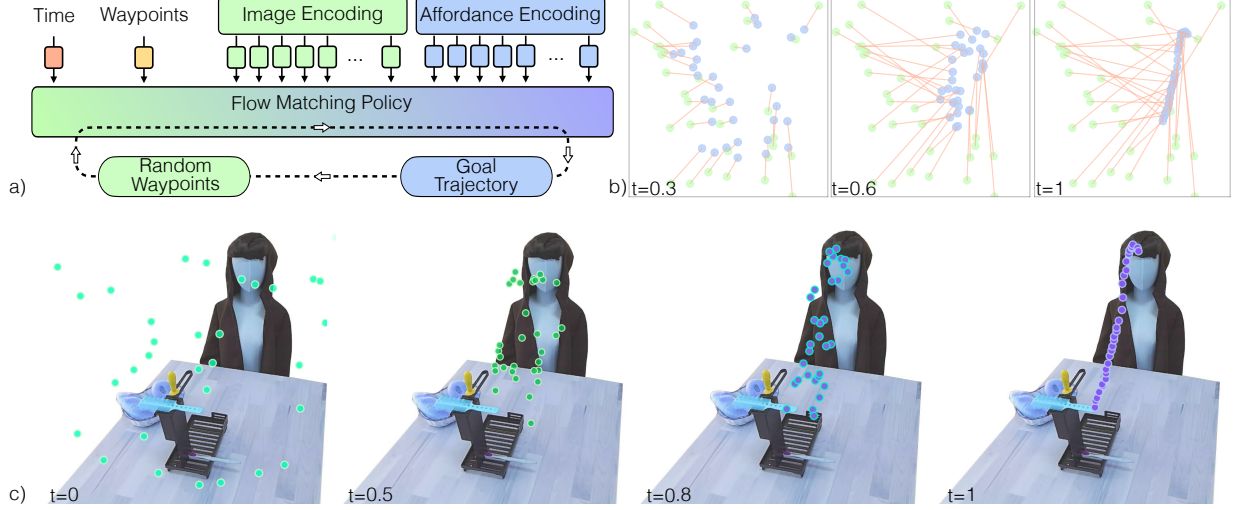 Time
Waypoints
Image Encoding
Affordance Encoding
...
...
Flow Matching Policy
Random
Waypoints
Goal
Trajectory
a)
b)
t=0.3
t=0.6
t=1
c)
t=0
t=0.5
t=0.8
t=1